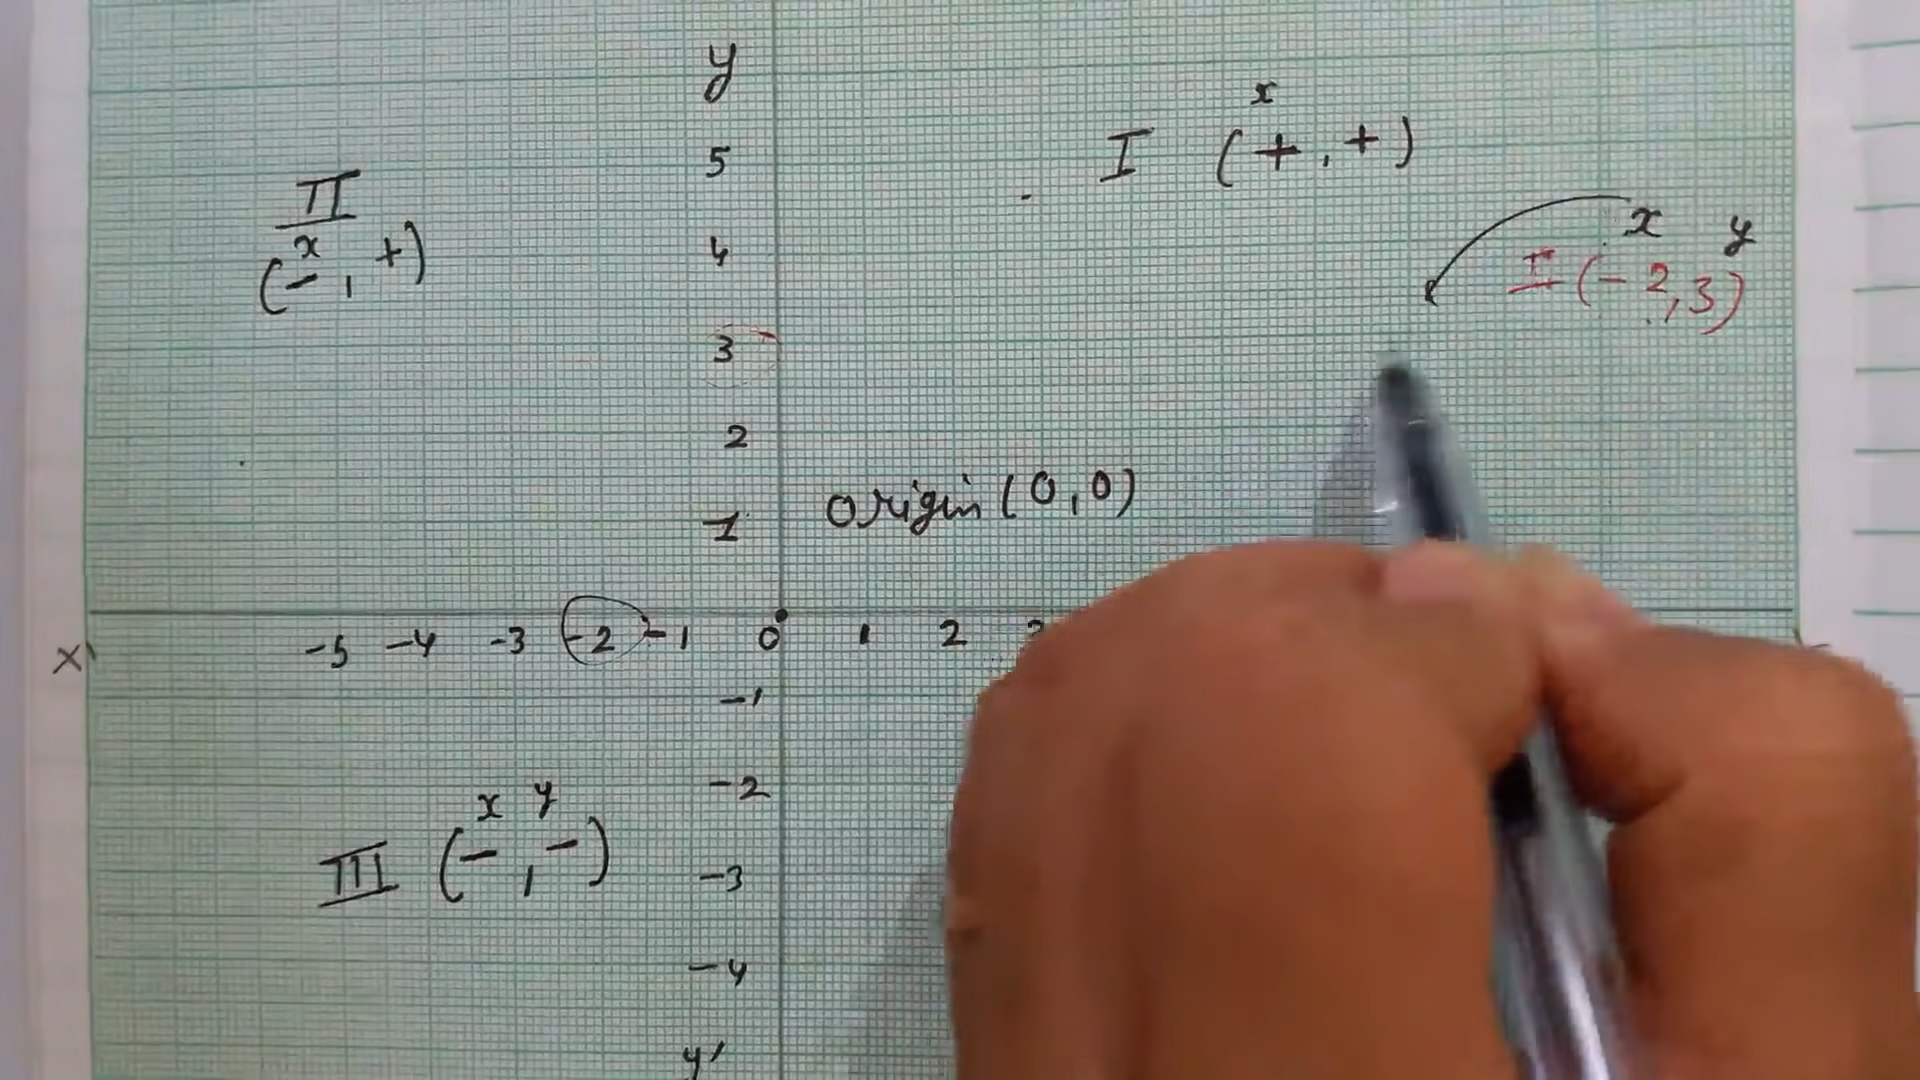 y
x
I (+, +)
5
II
x
(-, +)
x y
4
II (-2, 3)
3
2
origin (0, 0)
1
x' -5 -4 -3 -2 -1 0 1 2
-1
-2
x y
III (-, -)
-3
-4
y'